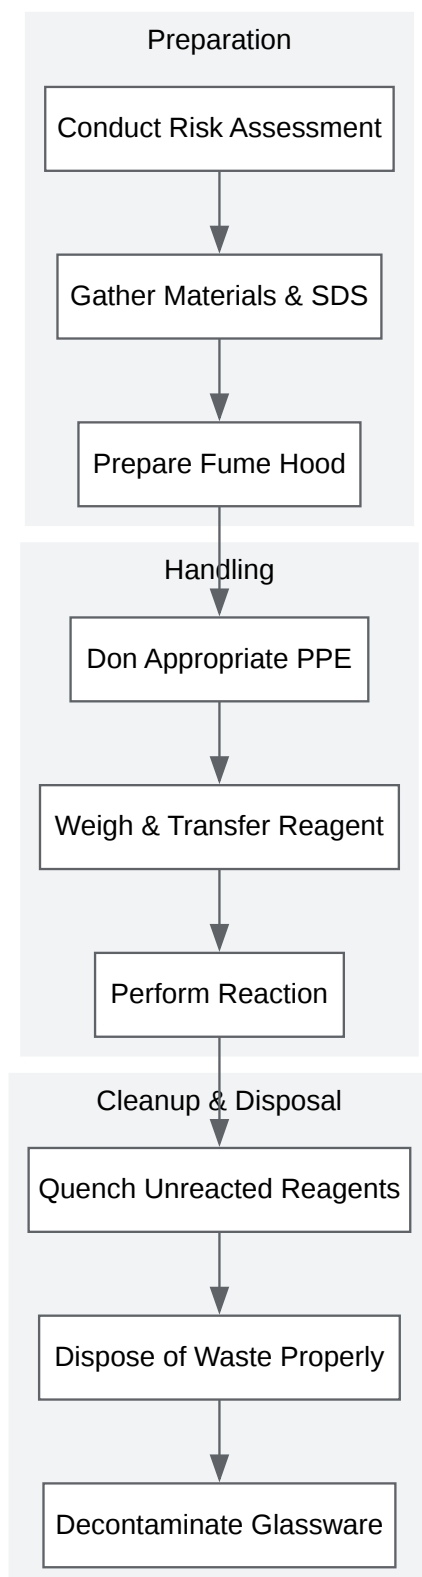 Preparation
Conduct Risk Assessment
Gather Materials & SDS
Prepare Fume Hood
Handling
Don Appropriate PPE
Weigh & Transfer Reagent
Perform Reaction
Cleanup & Disposal
Quench Unreacted Reagents
Dispose of Waste Properly
Decontaminate Glassware